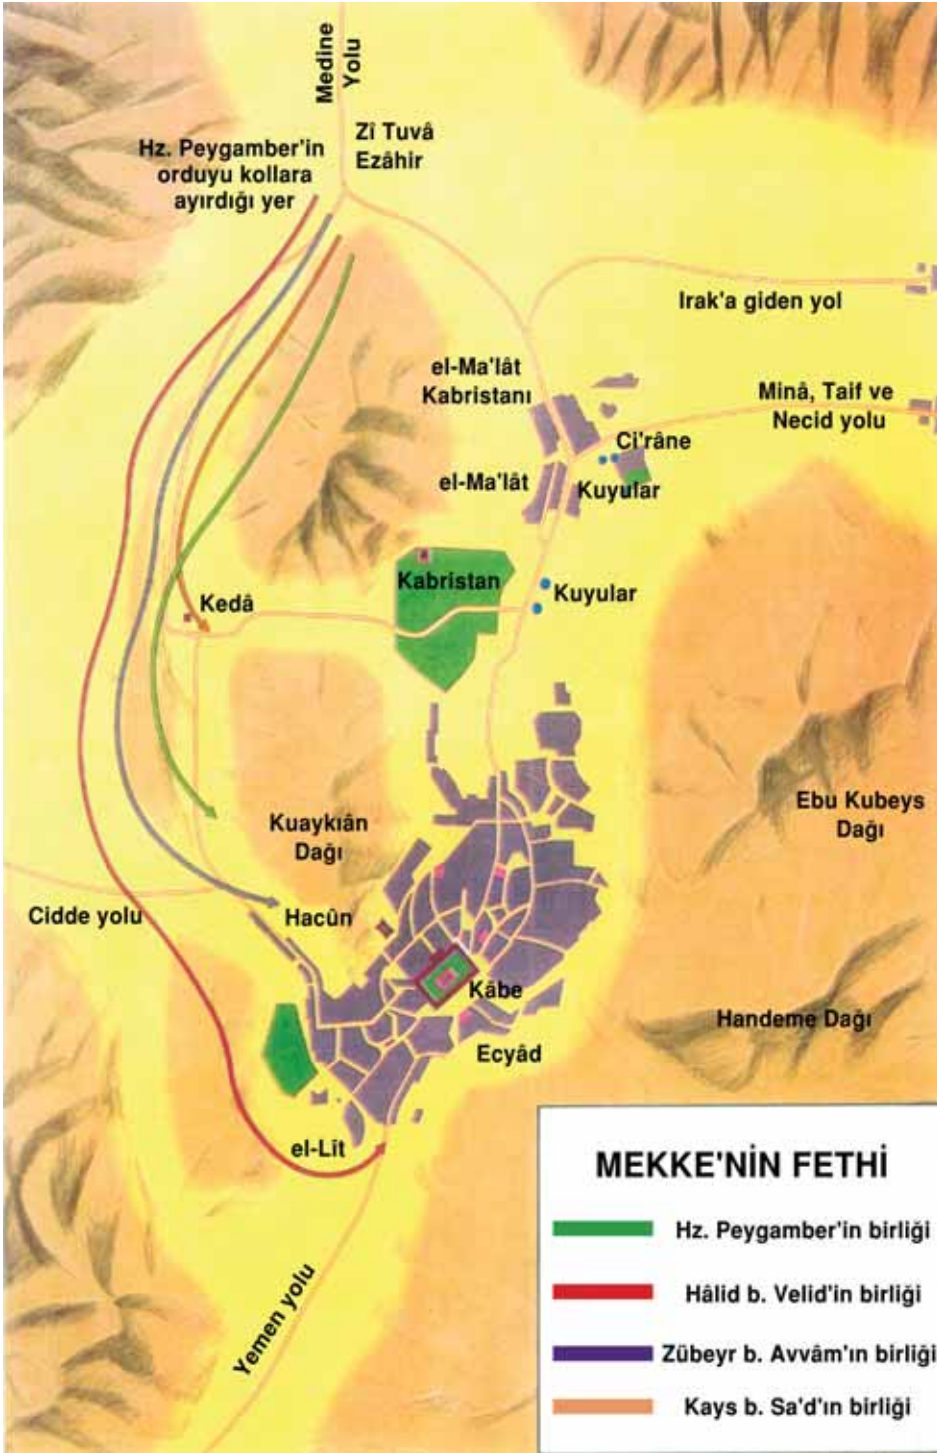 Medine
Yolu
Zî Tuvâ
Ezâhir
Hz. Peygamber'in
orduyu kollara
ayırdığı yer
Irak'a giden yol
el-Ma'lât
Kabristanı
Minâ, Taif ve
Necid yolu
Ci'râne
el-Ma'lât
Kuyular
Kabristan
Kuyular
Kedâ
Ebu Kubeys
Dağı
Kuaykıân
Dağı
Cidde yolu
Hacûn
Kâbe
Handeme Dağı
Ecyâd
el-Lît
Yemen yolu
MEKKE'NİN FETHİ
Hz. Peygamber'in birliği
Hâlid b. Velid'in birliği
Zübeyr b. Avvâm'ın birliği
Kays b. Sa'd'ın birliği